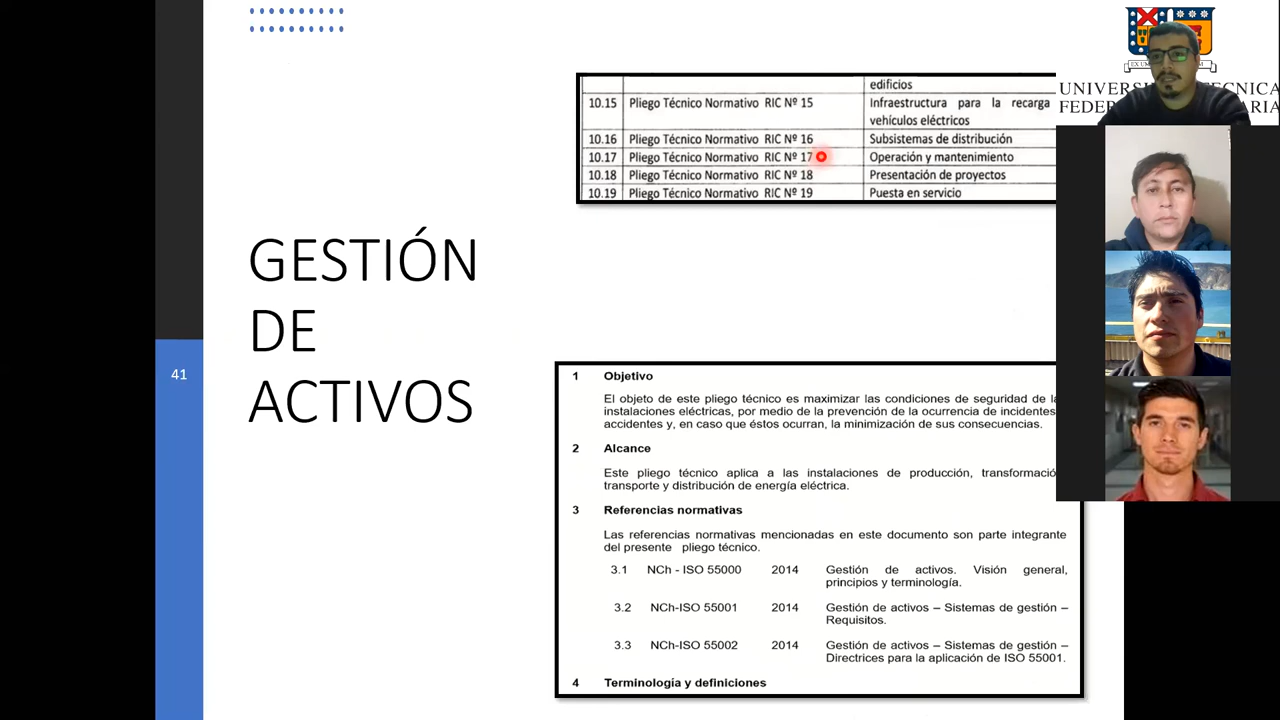 edificios
10.15 Pliego Técnico Normativo RIC Nº 15 Infraestructura para la recarga
vehículos eléctricos
10.16 Pliego Técnico Normativo RIC Nº 16 Subsistemas de distribución
10.17 Pliego Técnico Normativo RIC Nº 17 Operación y mantenimiento
10.18 Pliego Técnico Normativo RIC Nº 18 Presentación de proyectos
10.19 Pliego Técnico Normativo RIC Nº 19 Puesta en servicio
GESTIÓN
DE
ACTIVOS
41
1 Objetivo
El objeto de este pliego técnico es maximizar las condiciones de seguridad de
instalaciones eléctricas, por medio de la prevención de la ocurrencia de incidentes
accidentes y, en caso que éstos ocurran, la minimización de sus consecuencias.
2 Alcance
Este pliego técnico aplica a las instalaciones de producción, transformació
transporte y distribución de energía eléctrica.
3 Referencias normativas
Las referencias normativas mencionadas en este documento son parte integrante
del presente pliego técnico.
3.1 NCh - ISO 55000 2014 Gestión de activos. Visión general,
principios y terminología.
3.2 NCh-ISO 55001 2014 Gestión de activos – Sistemas de gestión –
Requisitos.
3.3 NCh-ISO 55002 2014 Gestión de activos – Sistemas de gestión –
Directrices para la aplicación de ISO 55001.
4 Terminología y definiciones